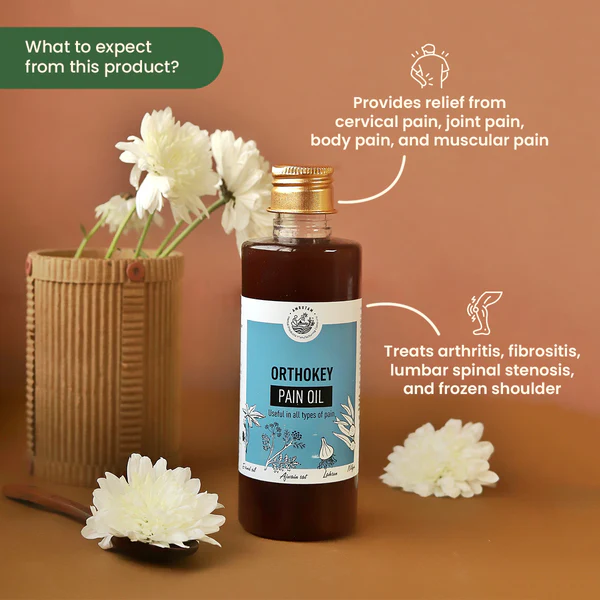 What to expect
from this product?
Provides relief from
cervical pain, joint pain,
body pain, and muscular pain
Treats arthritis, fibrositis,
lumbar spinal stenosis,
and frozen shoulder
ORTHOKEY
PAIN OIL
Useful in all types of pain
Ajwain sat
Lahsun